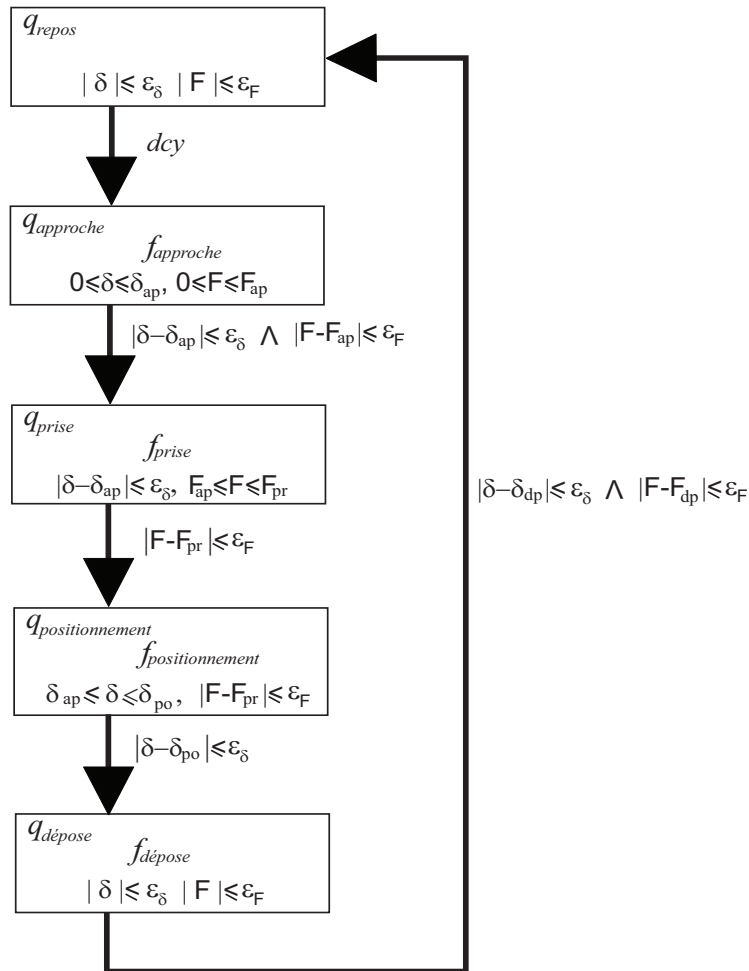 q_repos
| δ |≤ε_δ | F |≤ε_F
dcy
q_approche
f_approche
0≤δ≤δ_ap, 0≤F≤F_ap
|δ−δ_ap|≤ε_δ ∧ |F-F_ap|≤ε_F
q_prise
f_prise
|δ−δ_ap|≤ε_δ, F_ap≤F≤F_pr
|δ−δ_dp|≤ε_δ ∧ |F-F_dp|≤ε_F
|F-F_pr|≤ε_F
q_positionnement
f_positionnement
δ_ap≤δ≤δ_po, |F-F_pr|≤ε_F
|δ−δ_po|≤ε_δ
q_dépose
f_dépose
| δ |≤ε_δ | F |≤ε_F